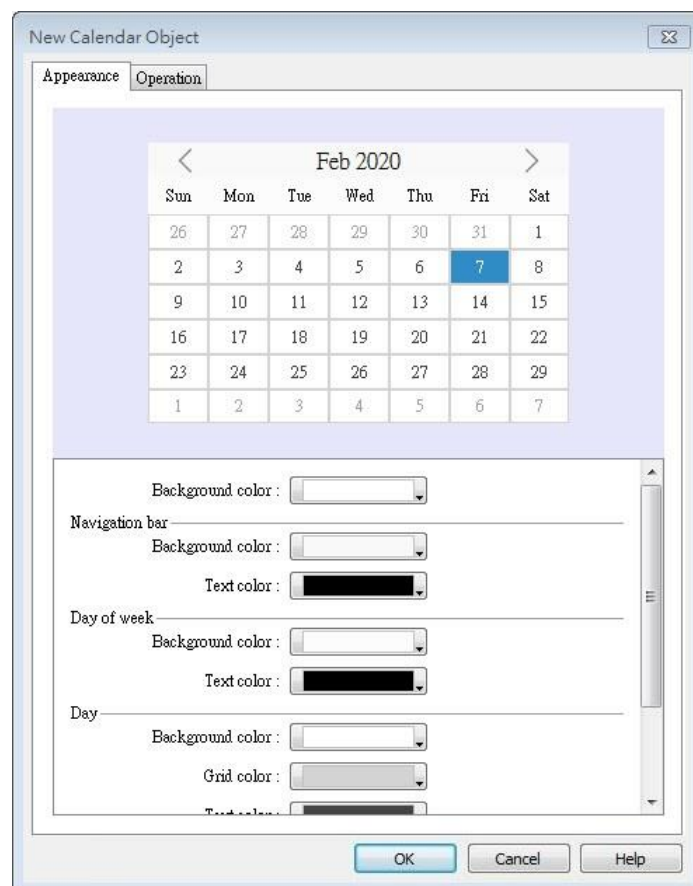 New Calendar Object
Appearance Operation
Feb 2020
Sun Mon Tue Wed Thu Fri Sat
26 27 28 29 30 31 1
2 3 4 5 6 7 8
9 10 11 12 13 14 15
16 17 18 19 20 21 22
23 24 25 26 27 28 29
1 2 3 4 5 6 7
Background color :
Navigation bar
Background color :
Text color :
Day of week
Background color :
Text color :
Day
Background color :
Grid color :
Text color :
OK Cancel Help